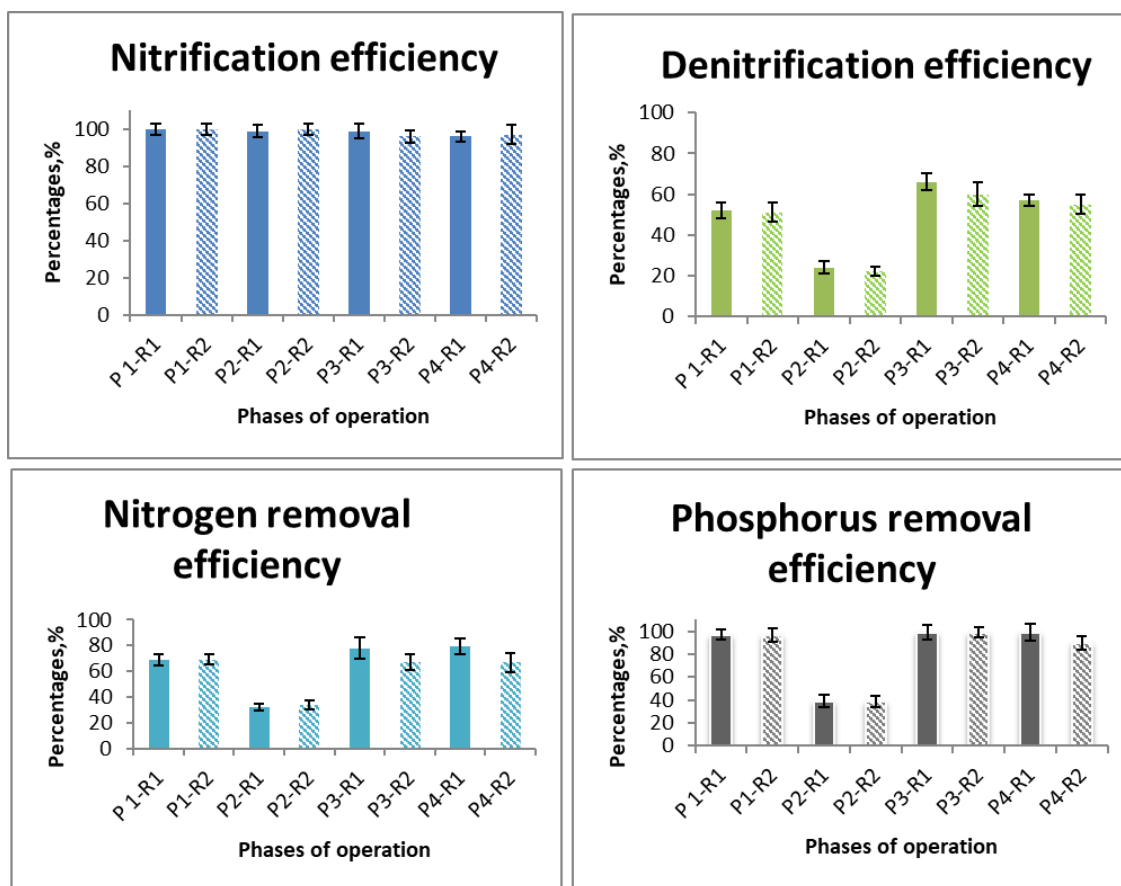 Nitrification efficiency
Percentages,%
100
80
60
40
20
0
P 1-R1
P1-R2
P2-R1
P2-R2
P3-R1
P3-R2
P4-R1
P4-R2
Phases of operation
Denitrification efficiency
Percentages,%
100
80
60
40
20
0
P 1-R1
P1-R2
P2-R1
P2-R2
P3-R1
P3-R2
P4-R1
P4-R2
Phases of operation
Nitrogen removal
efficiency
Percentages,%
100
80
60
40
20
0
P 1-R1
P1-R2
P2-R1
P2-R2
P3-R1
P3-R2
P4-R1
P4-R2
Phases of operation
Phosphorus removal
efficiency
Percentages,%
100
80
60
40
20
0
P 1-R1
P1-R2
P2-R1
P2-R2
P3-R1
P3-R2
P4-R1
P4-R2
Phases of operation